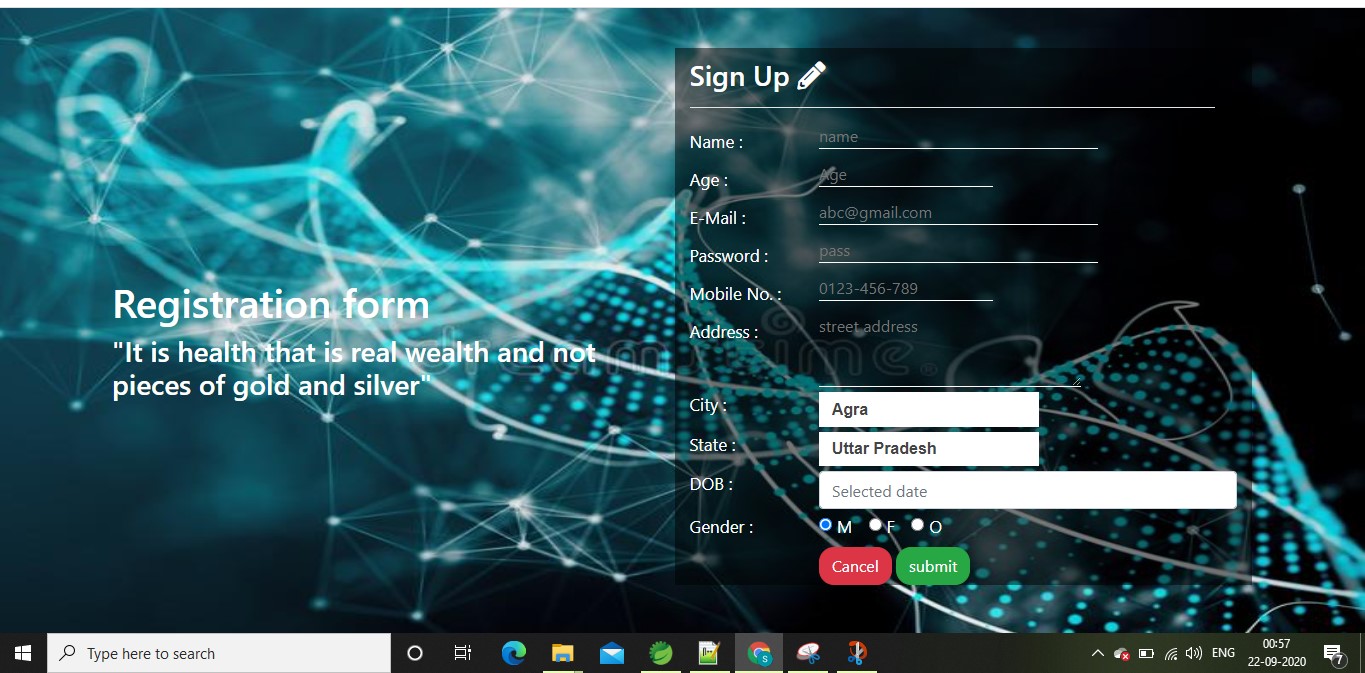 Sign Up
Name :
name
Age :
Age
E-Mail :
abc@gmail.com
Password :
pass
Mobile No. :
0123-456-789
Address :
street address
Registration form
"It is health that is real wealth and not
pieces of gold and silver"
dreamstime®
City :
Agra
State :
Uttar Pradesh
DOB :
Selected date
Gender :
M F O
Cancel submit
Type here to search
S
ENG
00:57
22-09-2020
7